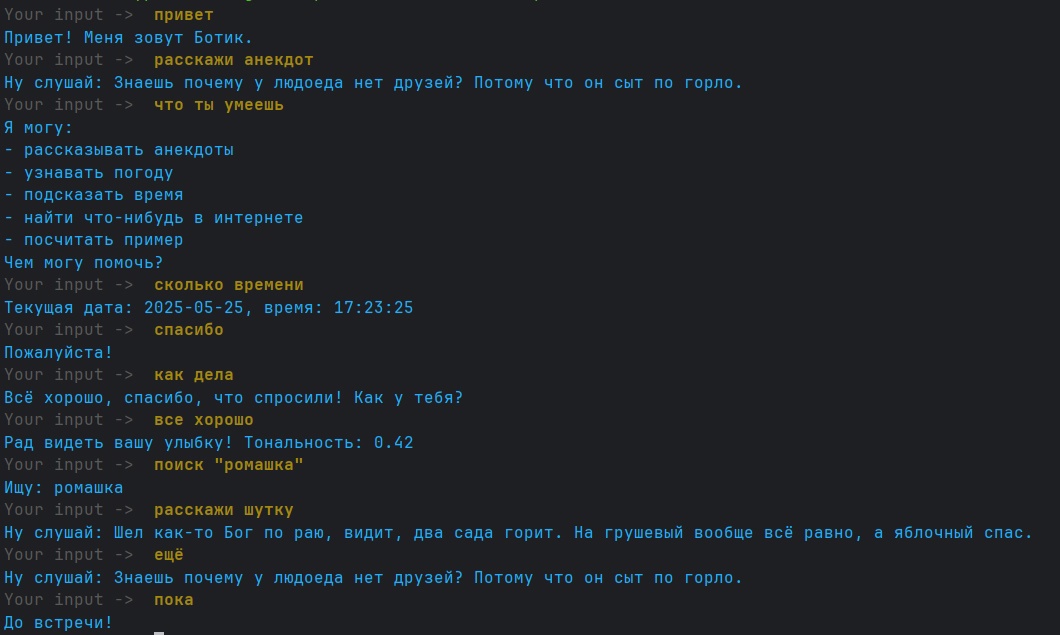 Your input -> привет
Привет! Меня зовут Ботик.
Your input -> расскажи анекдот
Ну слушай: Знаешь почему у людоеда нет друзей? Потому что он сыт по горло.
Your input -> что ты умеешь
Я могу:
- рассказывать анекдоты
- узнавать погоду
- подсказать время
- найти что-нибудь в интернете
- посчитать пример
Чем могу помочь?
Your input -> сколько времени
Текущая дата: 2025-05-25, время: 17:23:25
Your input -> спасибо
Пожалуйста!
Your input -> как дела
Всё хорошо, спасибо, что спросили! Как у тебя?
Your input -> все хорошо
Рад видеть вашу улыбку! Тональность: 0.42
Your input -> поиск "ромашка"
Ищу: ромашка
Your input -> расскажи шутку
Ну слушай: Шел как-то Бог по раю, видит, два сада горит. На грушевый вообще всё равно, а яблочный спас.
Your input -> ещё
Ну слушай: Знаешь почему у людоеда нет друзей? Потому что он сыт по горло.
Your input -> пока
До встречи!